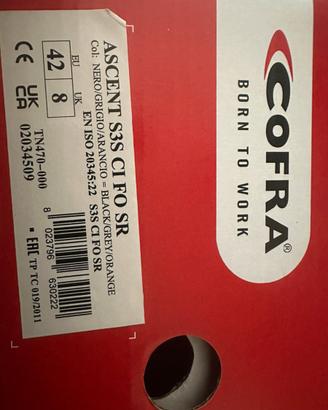 ASCENT S3S CI FO SR
Col: NERO/GRIGIO/ARANCIO = BLACK/GREY/ORANGE
EN ISO 20345:22 S3S CI FO SR
EU UK
42 8
CE UK CA
TN470-000
02034509
8 023796 630222
EAC TP TC 019/2011
COFRA®
BORN TO WORK